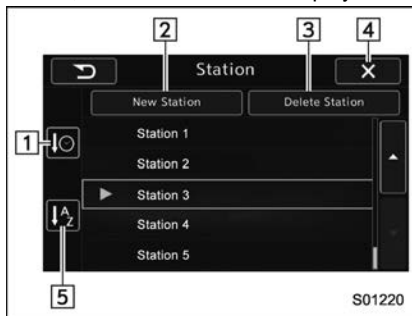 2 3 4
Station
New Station Delete Station
1
Station 1
Station 2
Station 3
Station 4
A
Z
Station 5
5
S01220